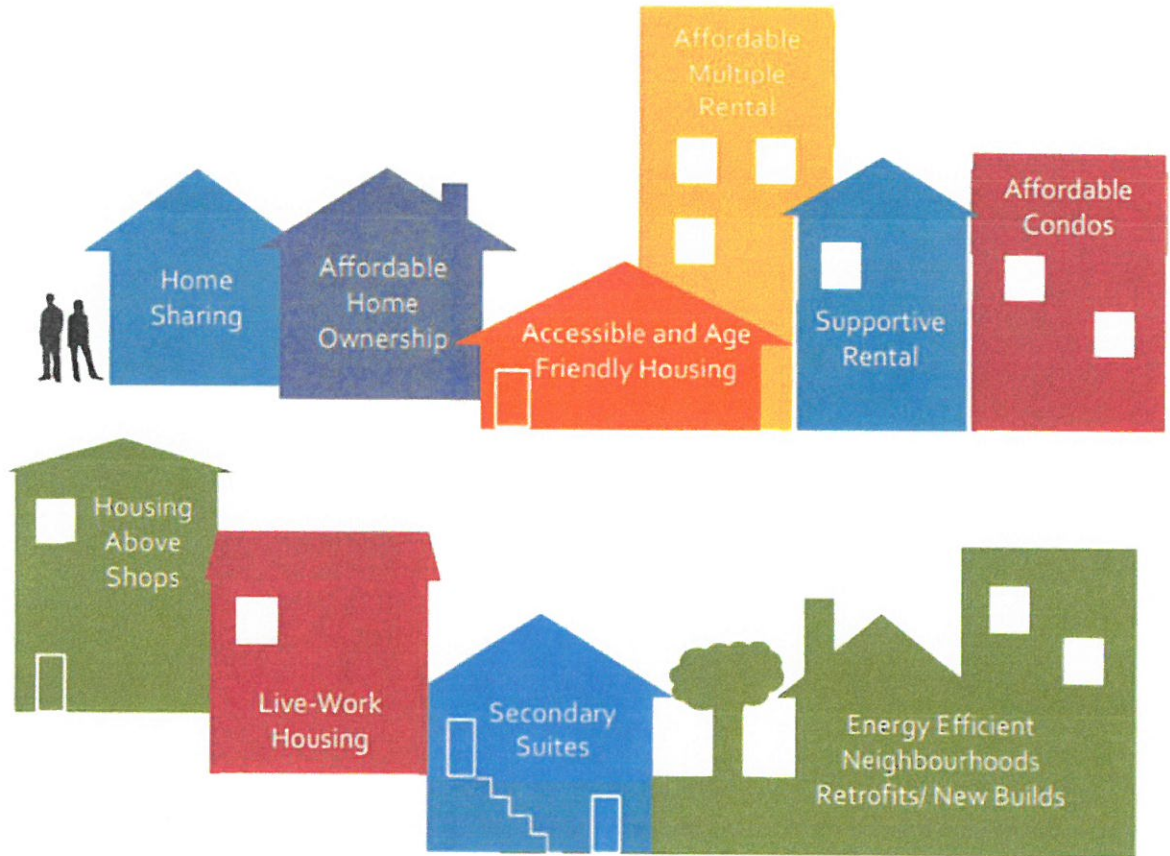 Home
Sharing
Affordable
Home
Ownership
Accessible and Age
Friendly Housing
Affordable
Multiple
Rental
Supportive
Rental
Affordable
Condos
Housing
Above
Shops
Live-Work
Housing
Secondary
Suites
Energy Efficient
Neighbourhoods
Retrofits/ New Builds